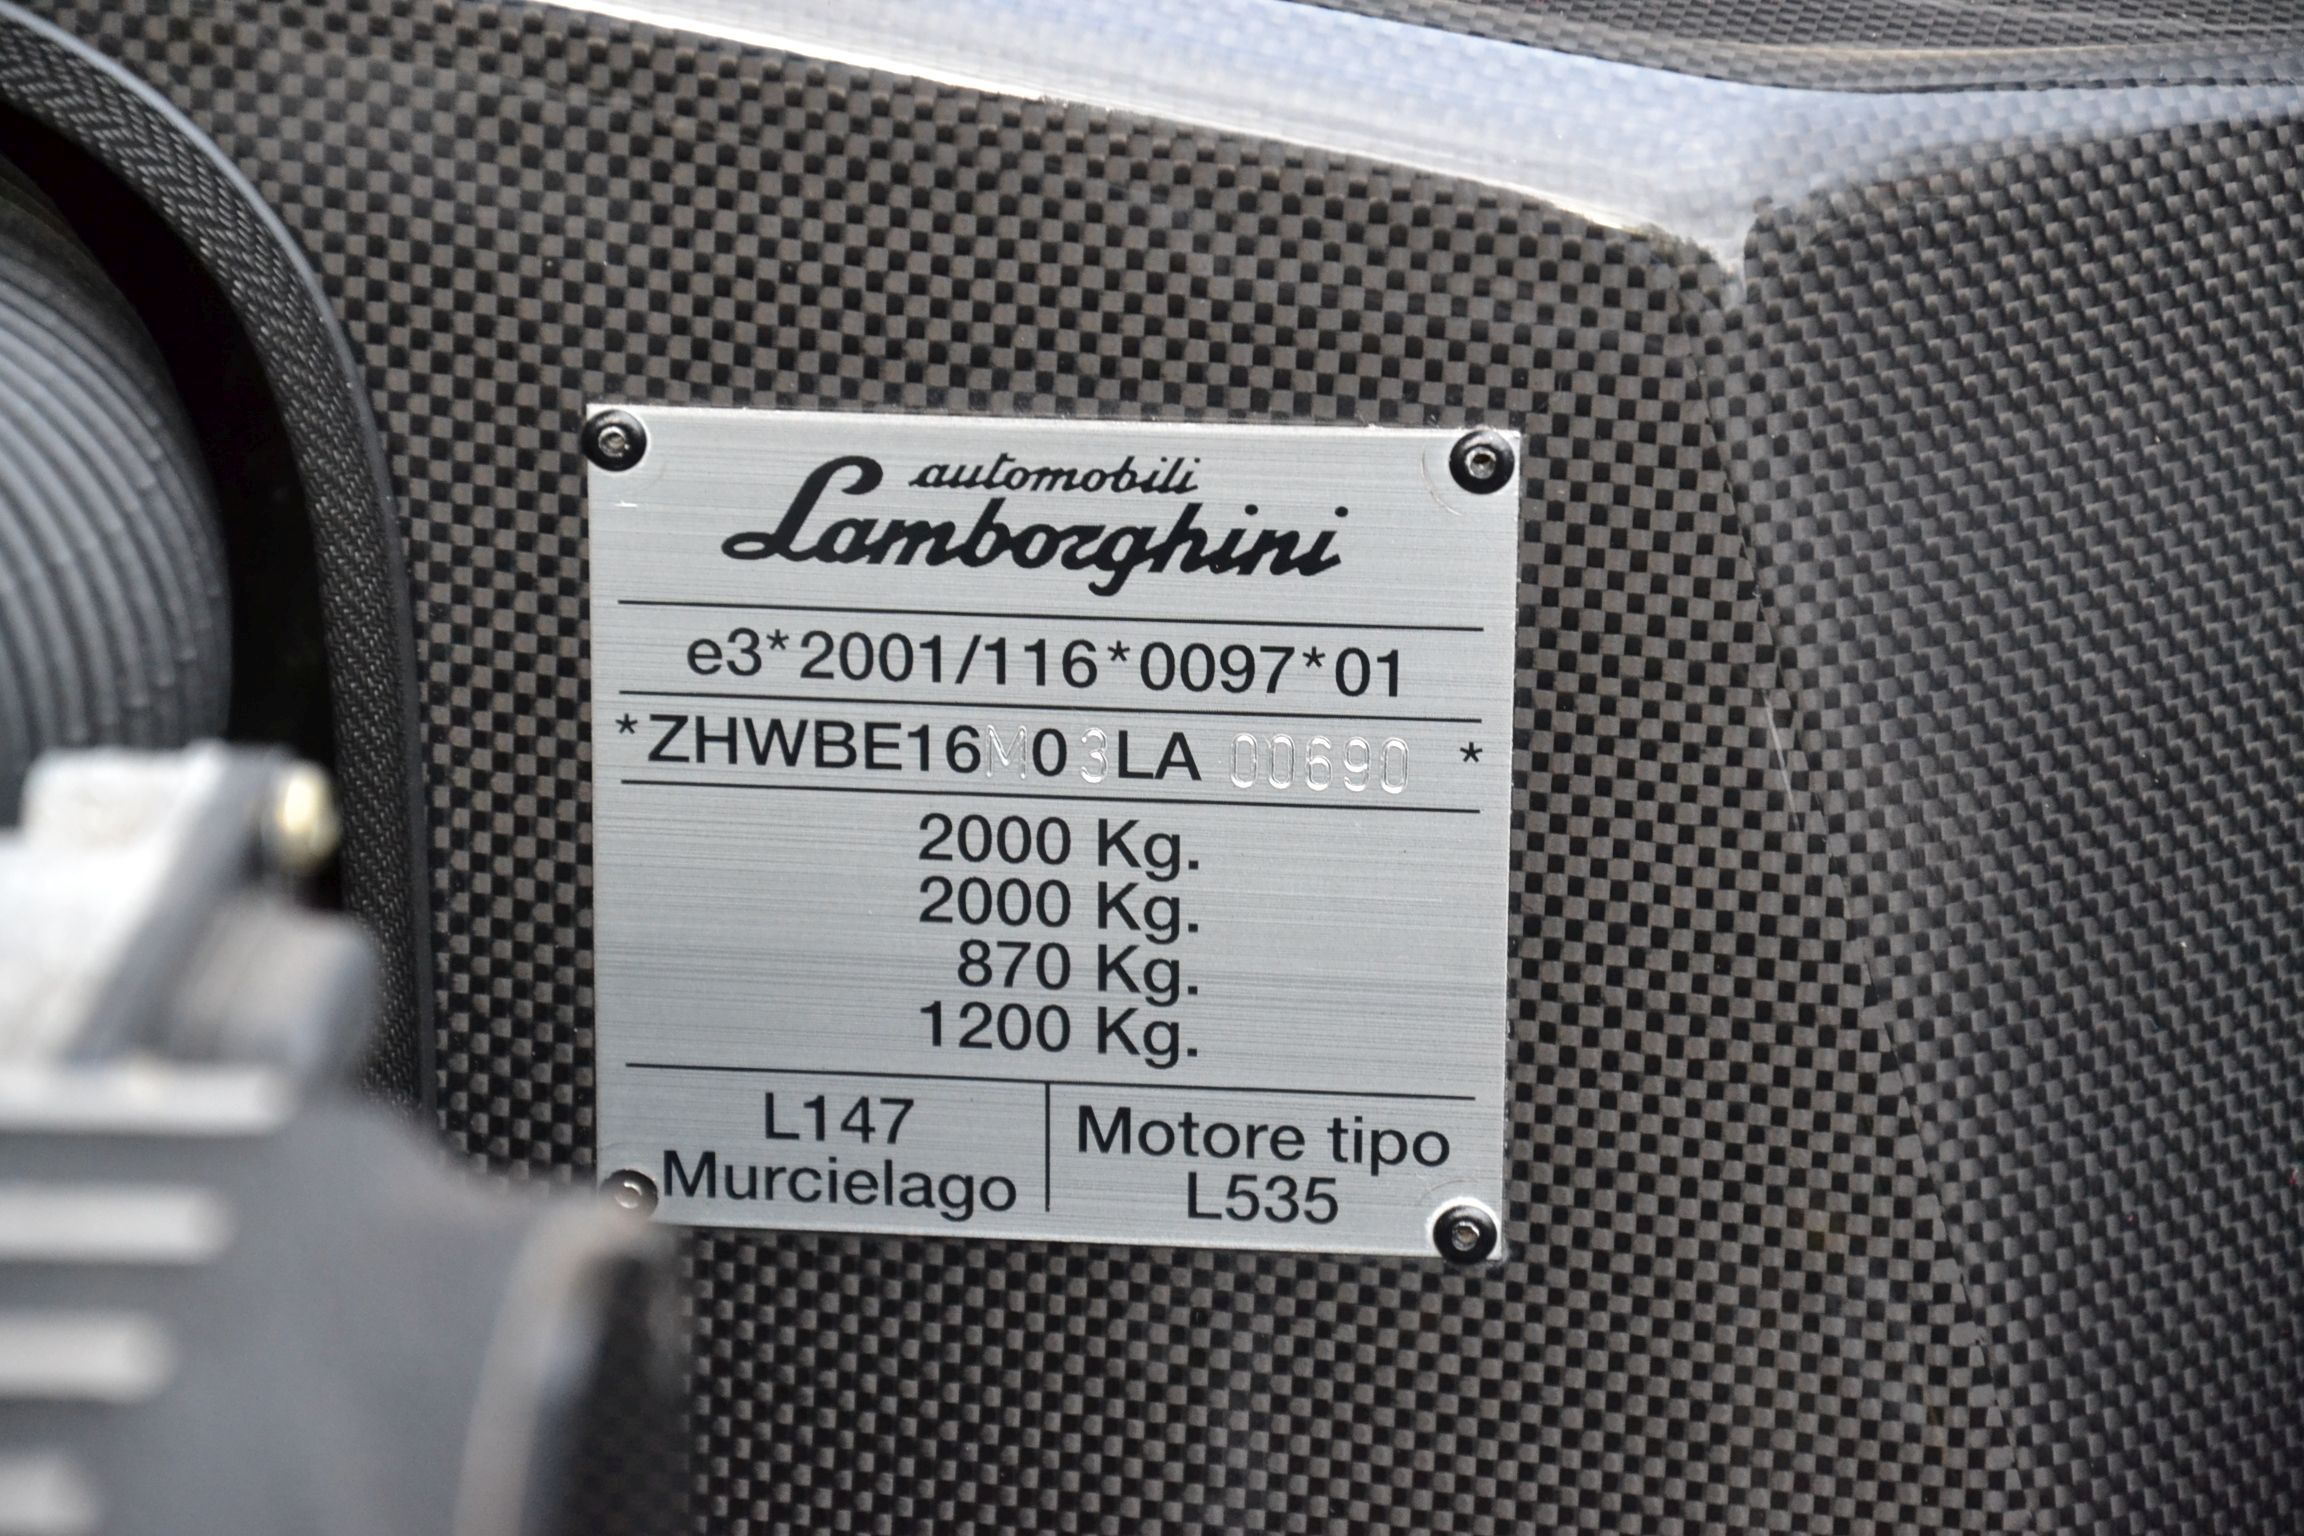 automobili
Lamborghini
e3*2001/116*0097*01
*ZHWBE16M03LA 00690 *
2000 Kg.
2000 Kg.
870 Kg.
1200 Kg.
L147
Murcielago
Motore tipo
L535